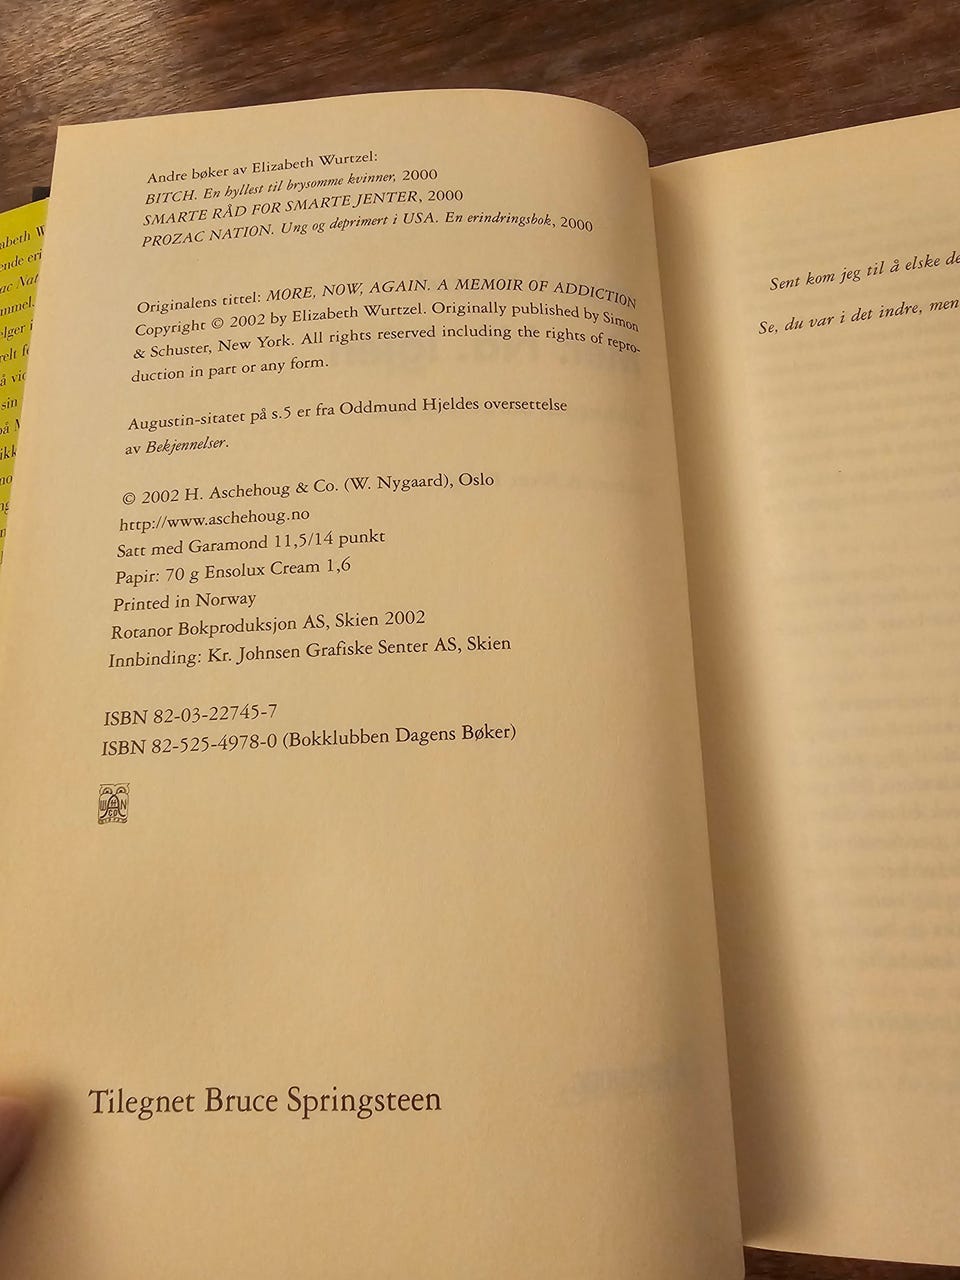 Andre bøker av Elizabeth Wurtzel:
BITCH. En hyllest til brysomme kvinner, 2000
SMARTE RÅD FOR SMARTE JENTER, 2000
PROZAC NATION. Ung og deprimert i USA. En erindringsbok, 2000
Originalens tittel: MORE, NOW, AGAIN. A MEMOIR OF ADDICTION
Copyright © 2002 by Elizabeth Wurtzel. Originally published by Simon
& Schuster, New York. All rights reserved including the rights of repro-
duction in part or any form.
Augustin-sitatet på s.5 er fra Oddmund Hjeldes oversettelse
av Bekjennelser.
© 2002 H. Aschehoug & Co. (W. Nygaard), Oslo
http://www.aschehoug.no
Satt med Garamond 11,5/14 punkt
Papir: 70 g Ensolux Cream 1,6
Printed in Norway
Rotanor Bokproduksjon AS, Skien 2002
Innbinding: Kr. Johnsen Grafiske Senter AS, Skien
ISBN 82-03-22745-7
ISBN 82-525-4978-0 (Bokklubben Dagens Bøker)
Tilegnet Bruce Springsteen
Sent kom jeg til å elske
Se, du var i det indre, men